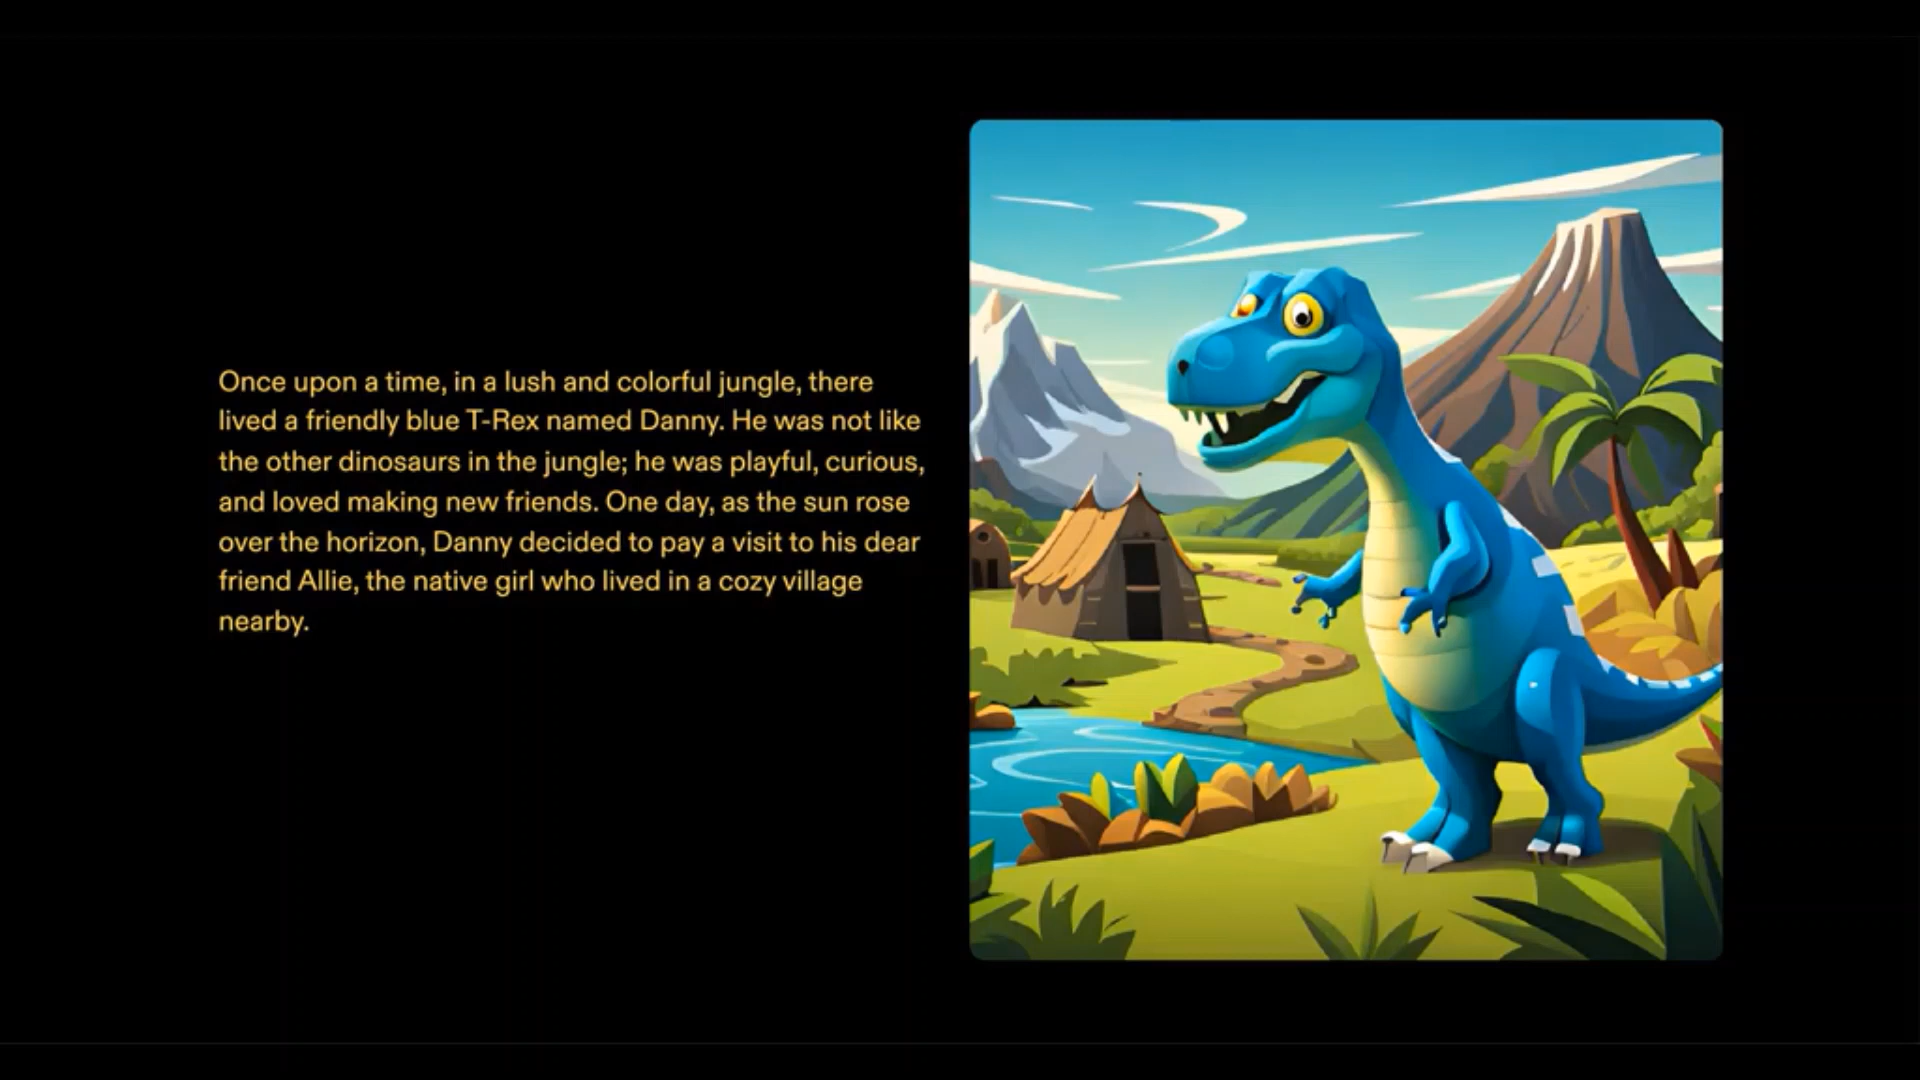 Once upon a time, in a lush and colorful jungle, there
lived a friendly blue T-Rex named Danny. He was not like
the other dinosaurs in the jungle; he was playful, curious,
and loved making new friends. One day, as the sun rose
over the horizon, Danny decided to pay a visit to his dear
friend Allie, the native girl who lived in a cozy village
nearby.